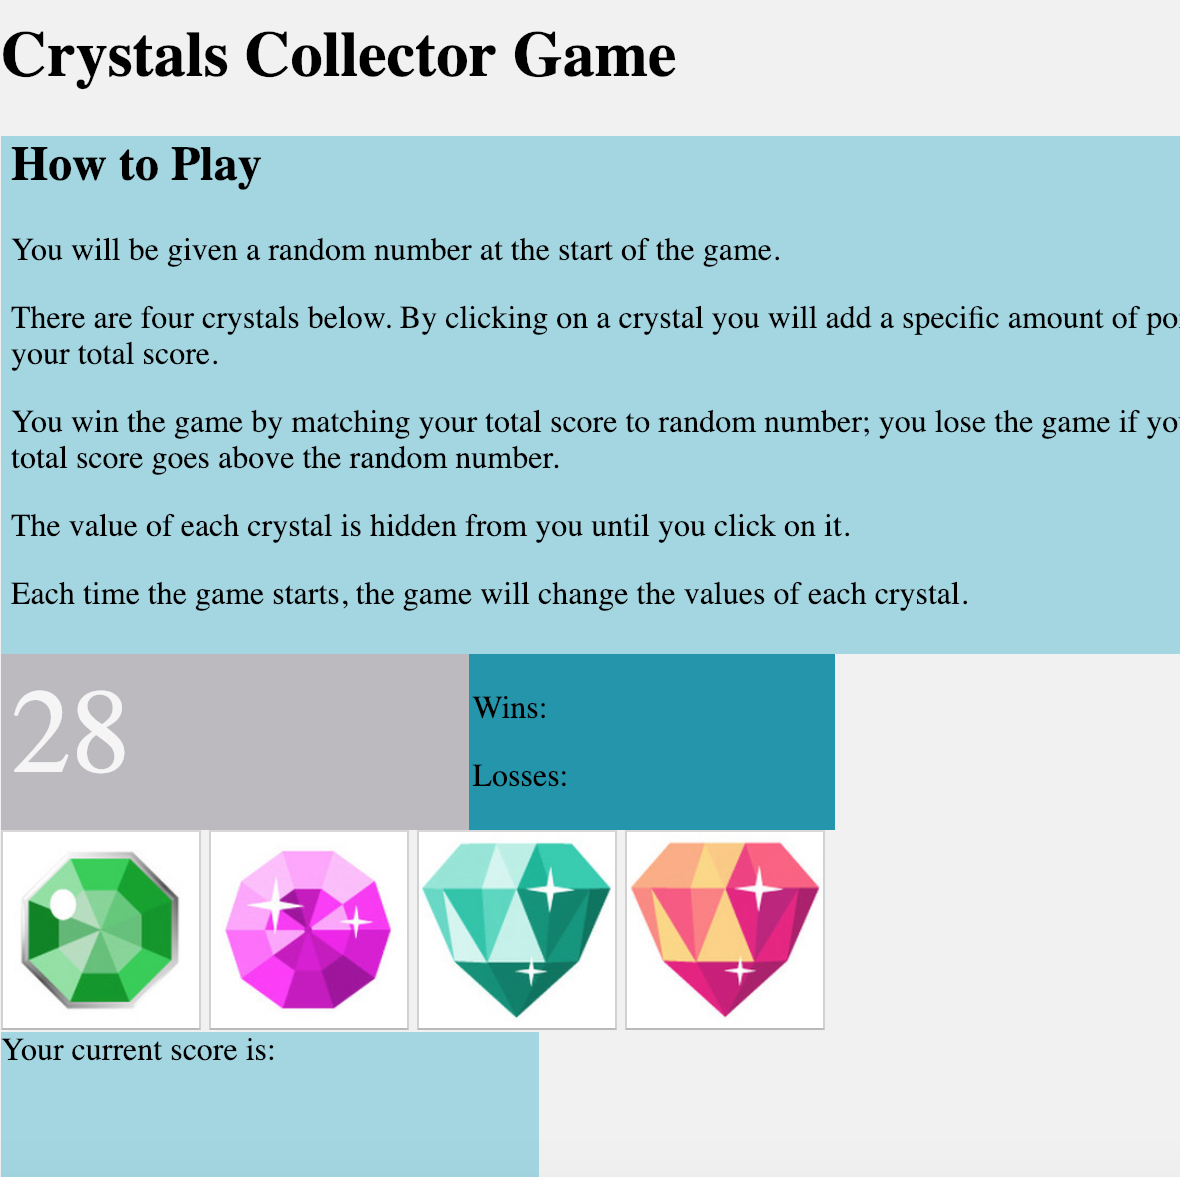 Crystals Collector Game
How to Play
You will be given a random number at the start of the game.
There are four crystals below. By clicking on a crystal you will add a specific amount of
your total score.
You win the game by matching your total score to random number; you lose the game if
total score goes above the random number.
The value of each crystal is hidden from you until you click on it.
Each time the game starts, the game will change the values of each crystal.
28
Wins:
Losses:
Your current score is: